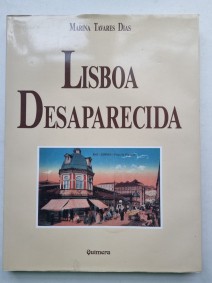 MARINA TAVARES DIAS
LISBOA
DESAPARECIDA
Quimera